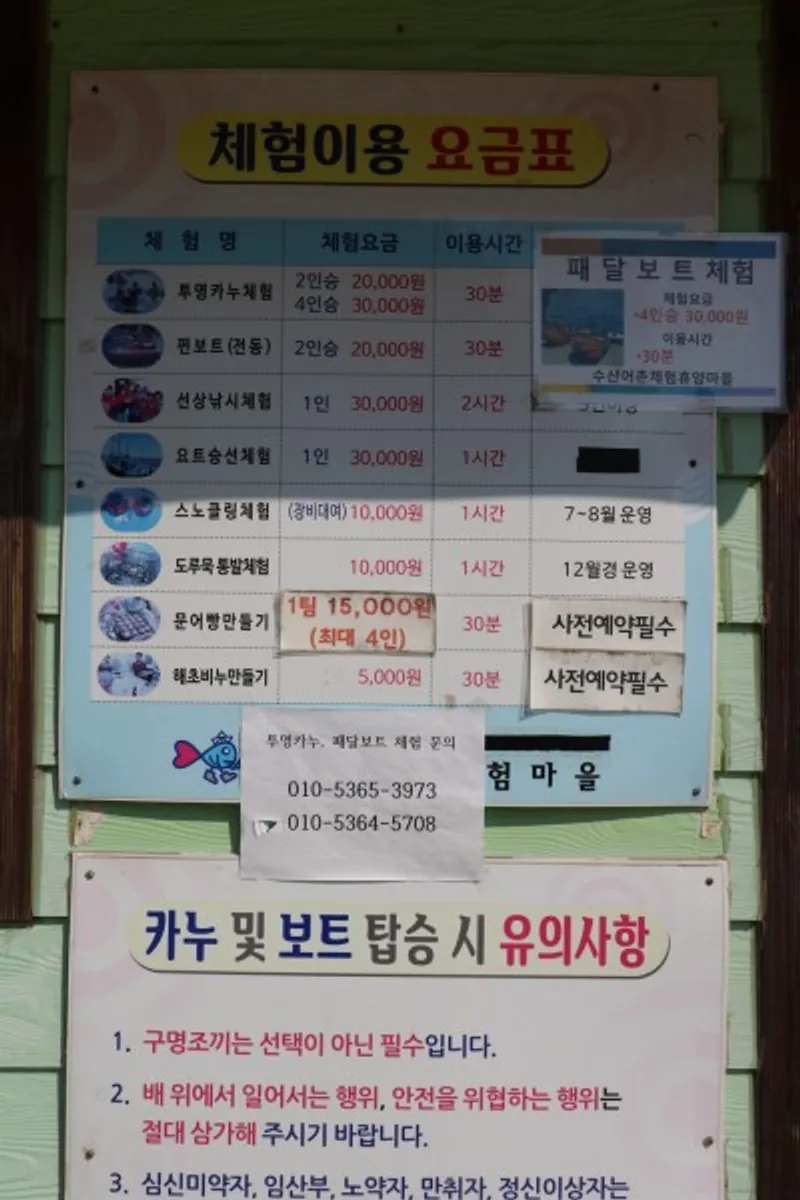 체험이용 요금표
체 험 명 체험요금 이용시간
투명카누체험 2인승 20,000원 30분
4인승 30,000원
펀보트(전동) 2인승 20,000원 30분
선상낚시체험 1인 30,000원 2시간
요트승선체험 1인 30,000원 1시간
스노클링체험 (장비대여) 10,000원 1시간 7~8월 운영
도루묵통발체험 10,000원 1시간 12월경 운영
문어빵만들기 1팀 15,000원 30분 사전예약필수
(최대 4인)
해초비누만들기 5,000원 30분 사전예약필수
패달보트체험
체험요금
•4인승 30,000원
이용시간
•30분
수산어촌체험휴양마을
험마을
투명카누, 패달보트 체험 문의
010-5365-3973
010-5364-5708
카누 및 보트 탑승 시 유의사항
1. 구명조끼는 선택이 아닌 필수입니다.
2. 배 위에서 일어서는 행위, 안전을 위협하는 행위는
절대 삼가해 주시기 바랍니다.
3. 심신미약자, 임산부, 노약자, 만취자, 정신이상자는